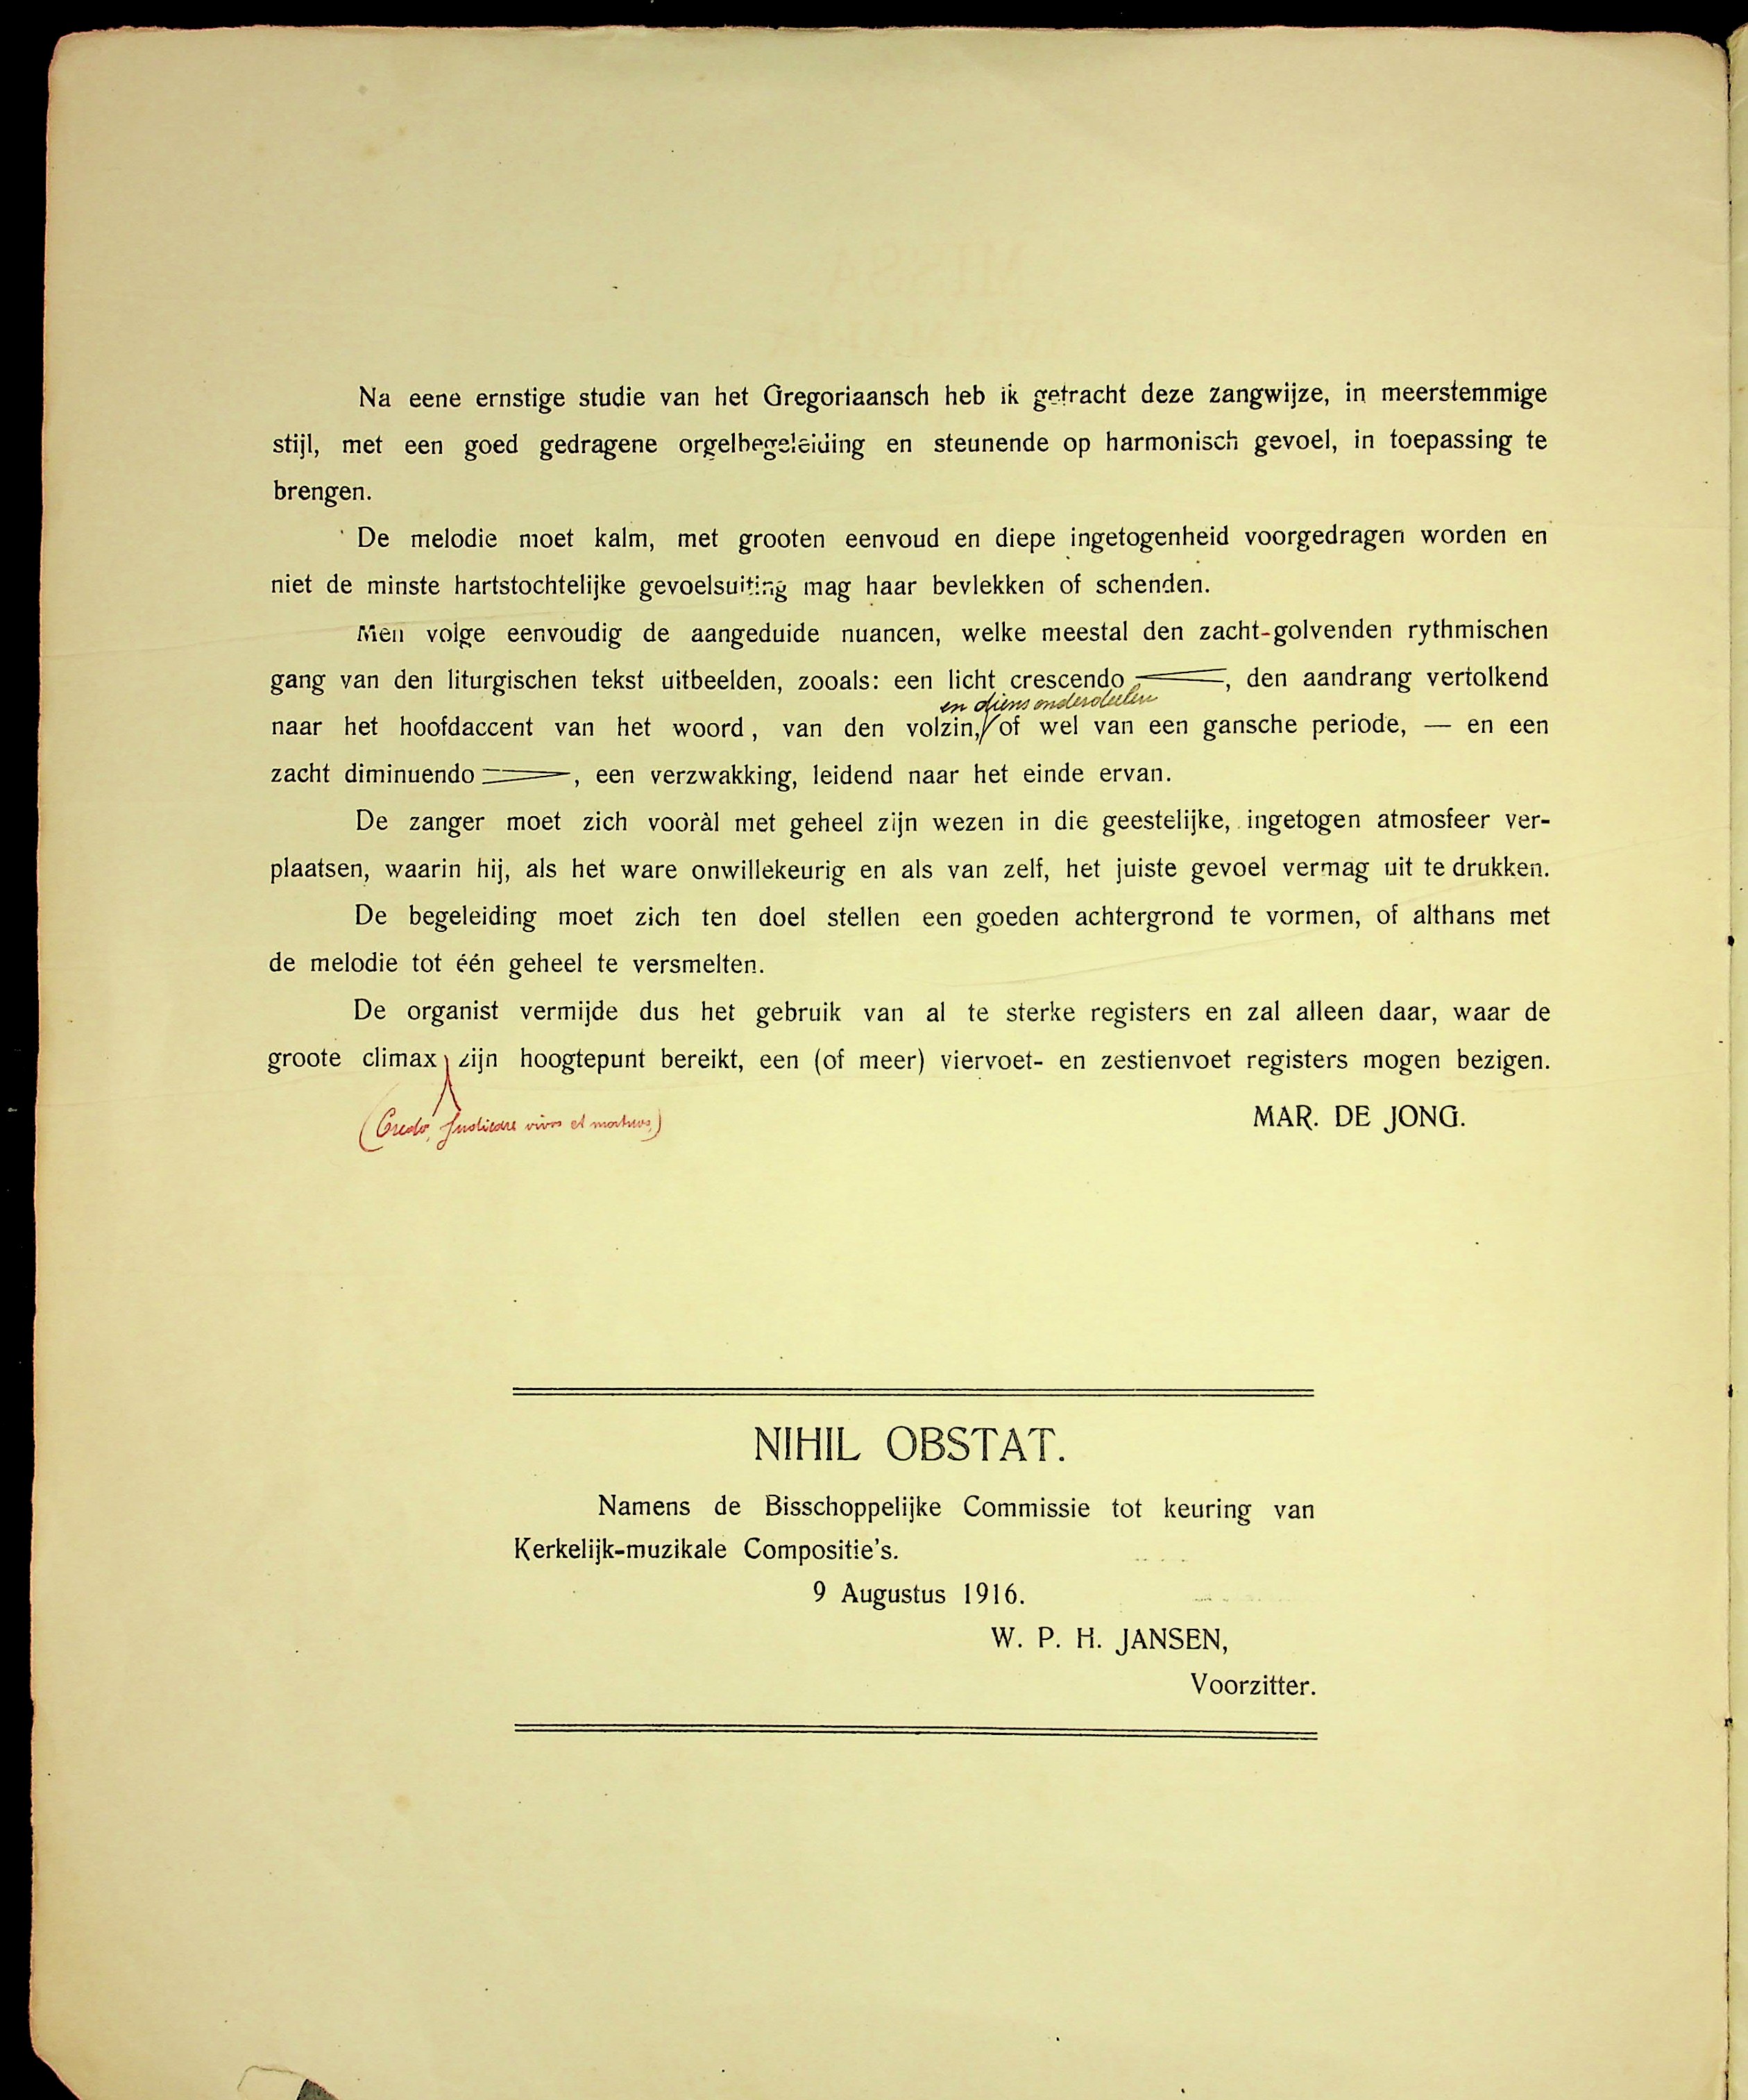 Na eene ernstige studie van het Gregoriaansch heb ik getracht deze zangwijze, in meerstemmige
stijl, met een goed gedragene orgelbegeleiding en steunende op harmonisch gevoel, in toepassing te
brengen.
De melodie moet kalm, met grooten eenvoud en diepe ingetogenheid voorgedragen worden en
niet de minste hartstochtelijke gevoelsuiting mag haar bevlekken of schenden.
Men volge eenvoudig de aangeduide nuancen, welke meestal den zacht-golvenden rythmischen
gang van den liturgischen tekst uitbeelden, zooals: een licht crescendo, den aandrang vertolkend
en diens onderdeelen
naar het hoofdaccent van het woord, van den volzin, of wel van een gansche periode, — en een
zacht diminuendo, een verzwakking, leidend naar het einde ervan.
De zanger moet zich vooràl met geheel zijn wezen in die geestelijke, ingetogen atmosfeer ver-
plaatsen, waarin hij, als het ware onwillekeurig en als van zelf, het juiste gevoel vermag uit te drukken.
De begeleiding moet zich ten doel stellen een goeden achtergrond te vormen, of althans met
de melodie tot één geheel te versmelten.
De organist vermijde dus het gebruik van al te sterke registers en zal alleen daar, waar de
groote climax zijn hoogtepunt bereikt, een (of meer) viervoet- en zestienvoet registers mogen bezigen.
(Credo, Judicare vivos et mortuos,)
MAR. DE JONG.
NIHIL OBSTAT.
Namens de Bisschoppelijke Commissie tot keuring van
Kerkelijk-muzikale Compositie's.
9 Augustus 1916.
W. P. H. JANSEN,
Voorzitter.